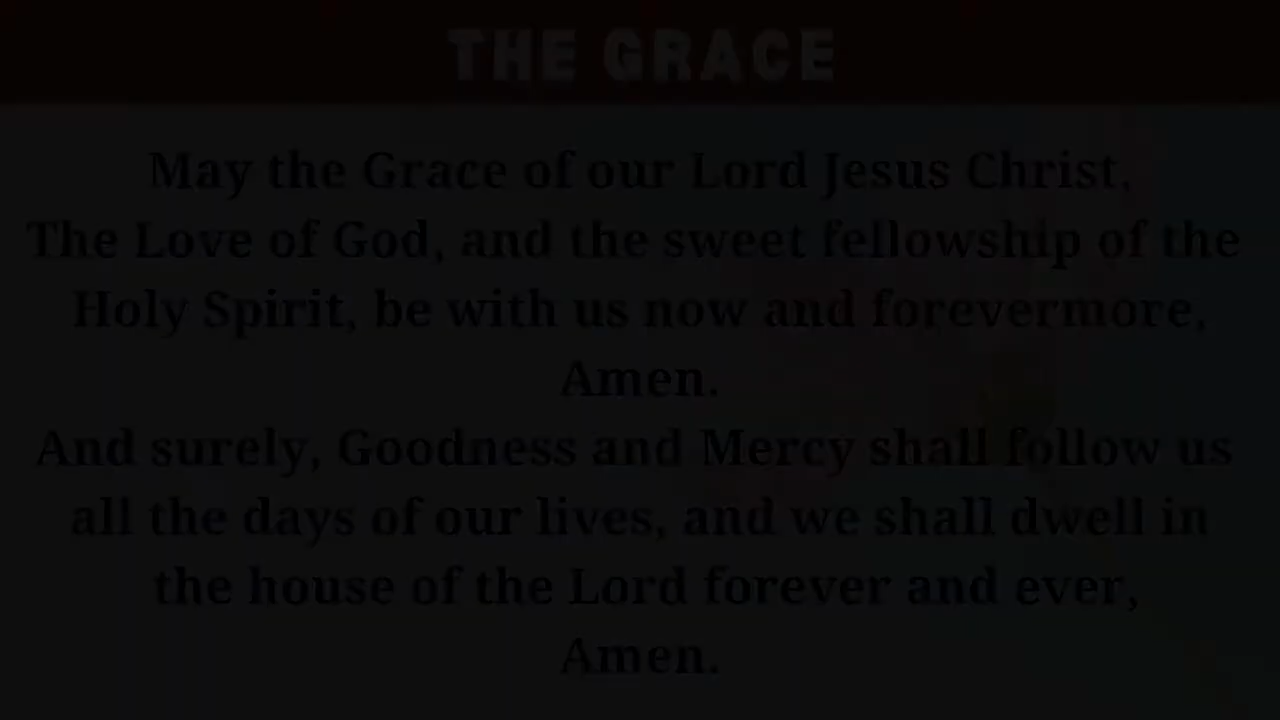 THE GRACE
May the Grace of our Lord Jesus Christ,
The Love of God, and the sweet fellowship of the
Holy Spirit, be with us now and forevermore,
Amen.
And surely, Goodness and Mercy shall follow us
all the days of our lives, and we shall dwell in
the house of the Lord forever and ever,
Amen.